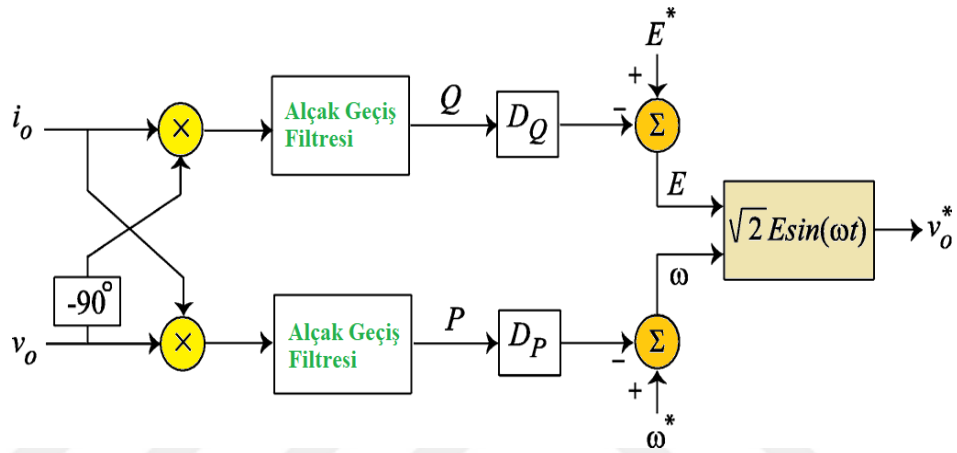 E*
+
−
i_o
×
Alçak Geçiş
Filtresi
Q
D_Q
Σ
E
√2 Esin(ωt)
v_o*
-90°
ω
v_o
×
Alçak Geçiş
Filtresi
P
D_P
Σ
−
+
ω*